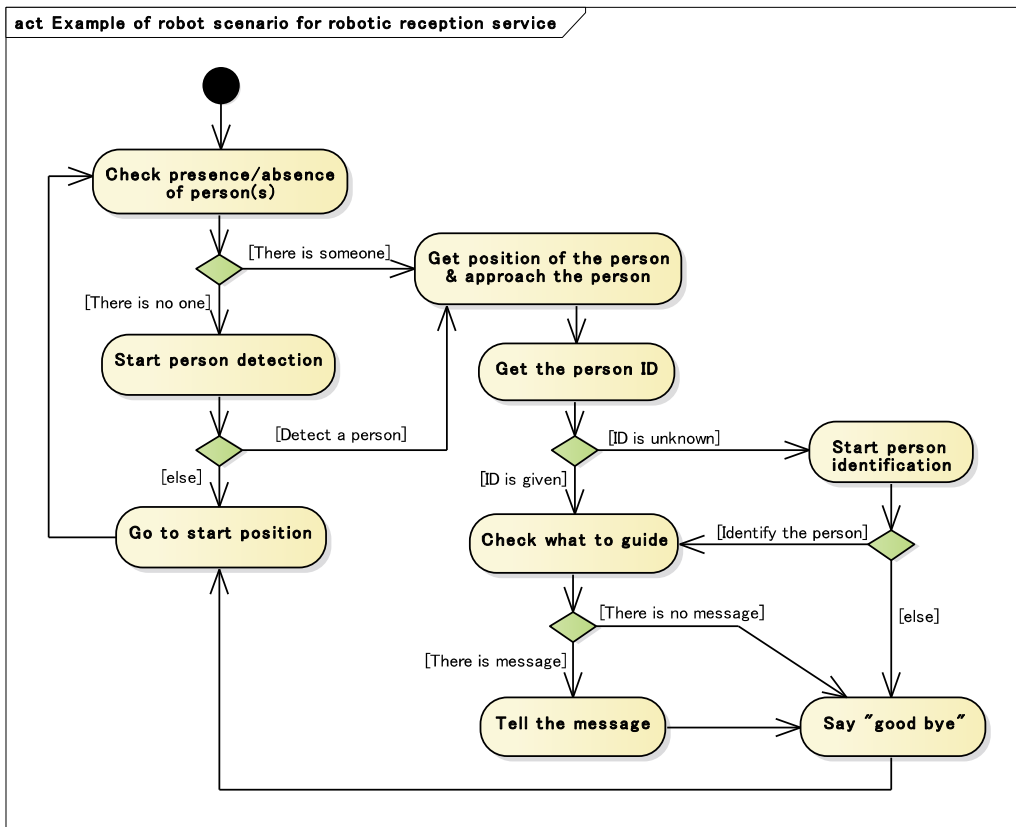 act Example of robot scenario for robotic reception service
Check presence/absence
of person(s)
[There is someone]
Get position of the person
& approach the person
[There is no one]
Start person detection
Get the person ID
[Detect a person]
[ID is unknown]
Start person
identification
[else]
[ID is given]
Go to start position
Check what to guide
[Identify the person]
[There is no message]
[else]
[There is message]
Tell the message
Say "good bye"